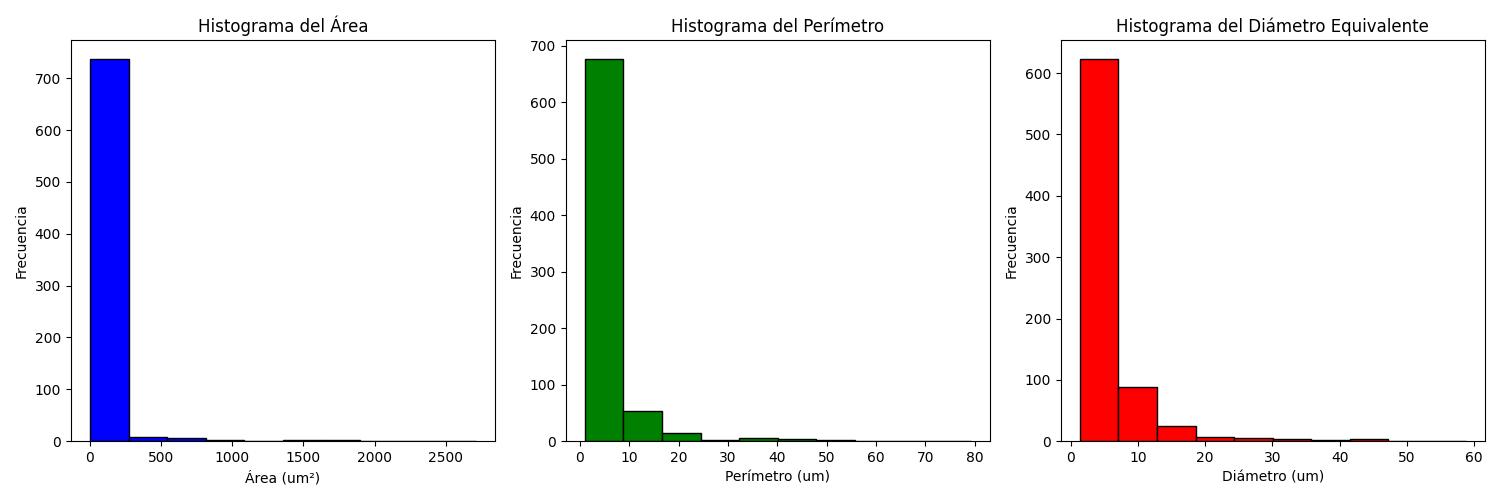 Histograma del Área
Frecuencia
700
600
500
400
300
200
100
0
0 500 1000 1500 2000 2500
Área (um²)
Histograma del Perímetro
Frecuencia
700
600
500
400
300
200
100
0
0 10 20 30 40 50 60 70 80
Perímetro (um)
Histograma del Diámetro Equivalente
Frecuencia
600
500
400
300
200
100
0
0 10 20 30 40 50 60
Diámetro (um)